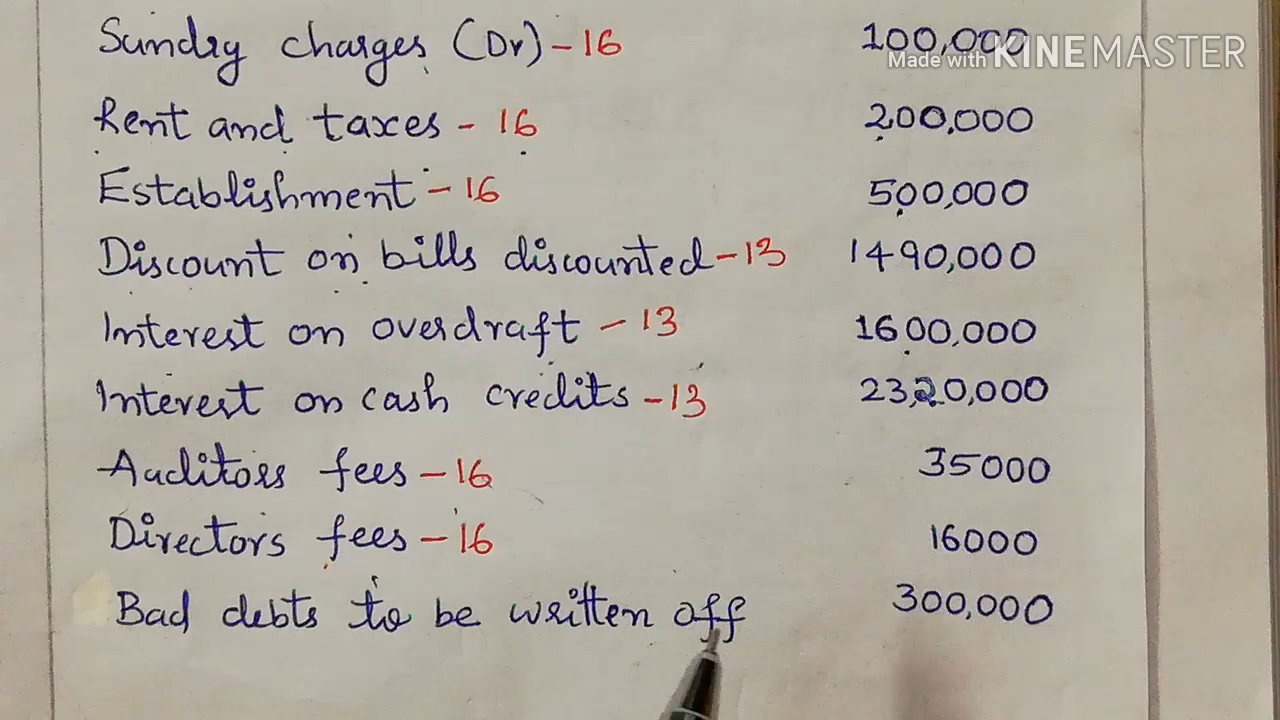 Sundry charges (Dr) - 16 100,000
Made with KINEMASTER
Rent and taxes - 16 200,000
Establishment - 16 500,000
Discount on bills discounted - 13 1490,000
Interest on overdraft - 13 1600,000
Interest on cash credits - 13 23,20,000
Auditors fees - 16 35000
Directors fees - 16 16000
Bad debts to be written off 300,000